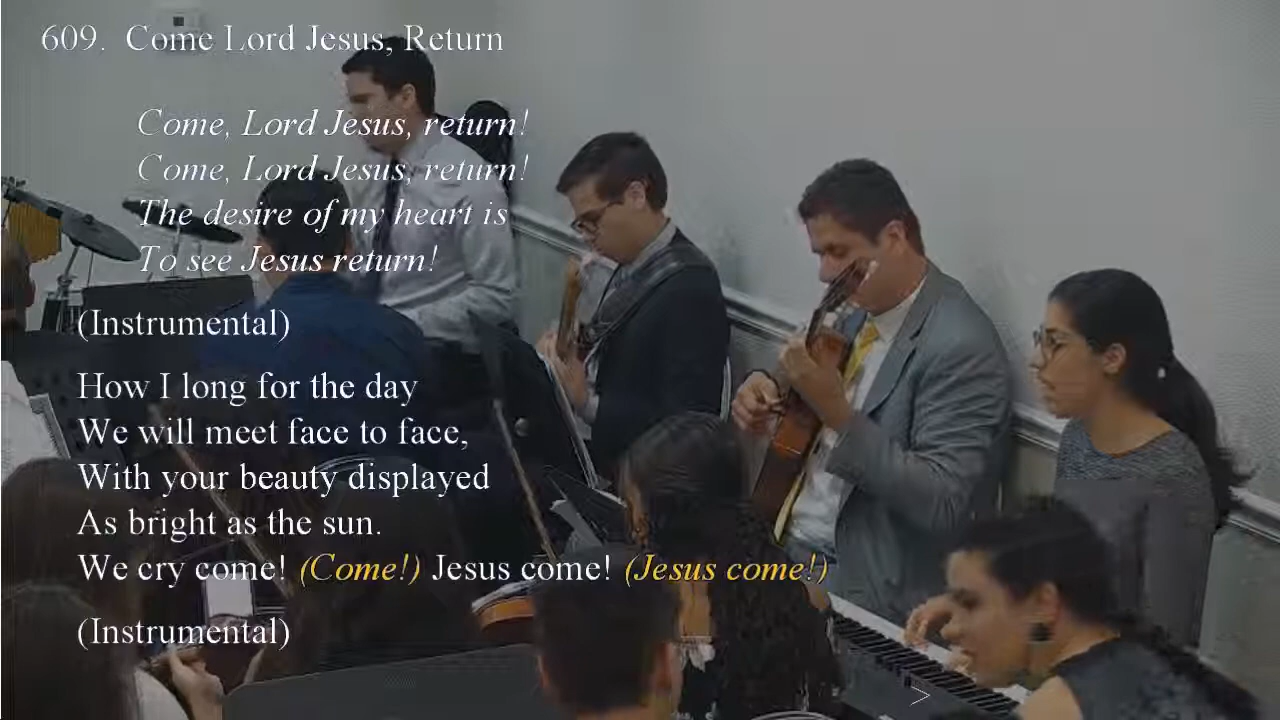 609. Come Lord Jesus, Return
Come, Lord Jesus, return!
Come, Lord Jesus, return!
The desire of my heart is
To see Jesus return!
(Instrumental)
How I long for the day
We will meet face to face,
With your beauty displayed
As bright as the sun.
We cry come! (Come!) Jesus come! (Jesus come!)
(Instrumental)
>